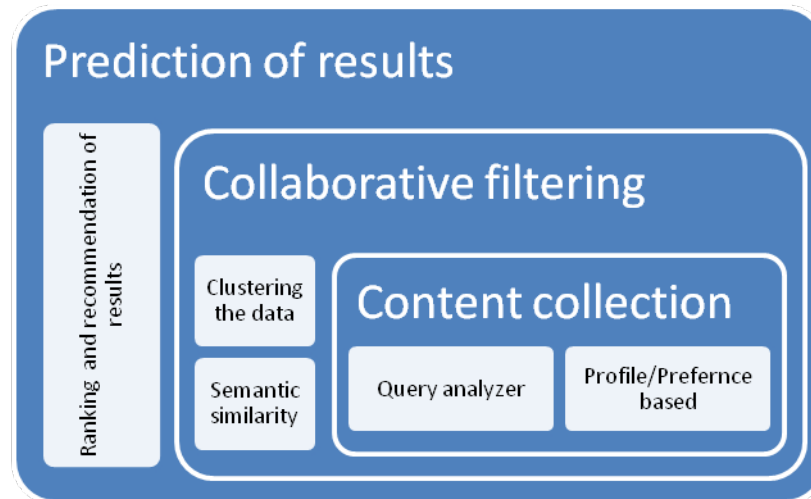 Prediction of results
Ranking and recommendation of
results
Collaborative filtering
Clustering
the data
Semantic
similarity
Content collection
Query analyzer
Profile/Prefernce
based